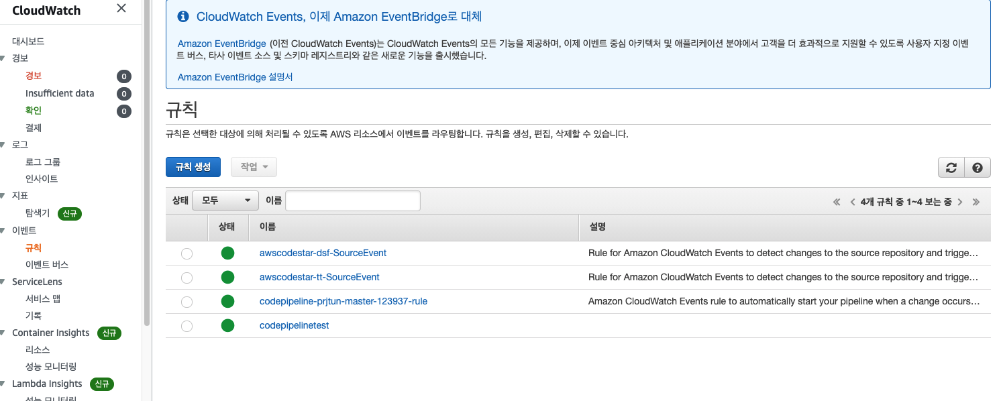 CloudWatch
대시보드
경보
경보 0
Insufficient data 0
확인 0
결제
로그
로그 그룹
인사이트
지표
탐색기 신규
이벤트
규칙
이벤트 버스
ServiceLens
서비스 맵
기록
Container Insights 신규
리소스
성능 모니터링
Lambda Insights 신규
성능 모니터링
CloudWatch Events, 이제 Amazon EventBridge로 대체
Amazon EventBridge (이전 CloudWatch Events)는 CloudWatch Events의 모든 기능을 제공하며, 이제 이벤트 중심 아키텍처 및 애플리케이션 분야에서 고객을 더 효과적으로 지원할 수 있도록 사용자 지정 이벤
트 버스, 타사 이벤트 소스 및 스키마 레지스트리와 같은 새로운 기능을 출시했습니다.
Amazon EventBridge 설명서
규칙
규칙은 선택한 대상에 의해 처리될 수 있도록 AWS 리소스에서 이벤트를 라우팅합니다. 규칙을 생성, 편집, 삭제할 수 있습니다.
규칙 생성 작업
상태 모두 이름 4개 규칙 중 1~4 보는 중
상태 이름 설명
awscodestar-dsf-SourceEvent Rule for Amazon CloudWatch Events to detect changes to the source repository and trigge…
awscodestar-tt-SourceEvent Rule for Amazon CloudWatch Events to detect changes to the source repository and trigge…
codepipeline-prjtun-master-123937-rule Amazon CloudWatch Events rule to automatically start your pipeline when a change occurs…
codepipelinetest